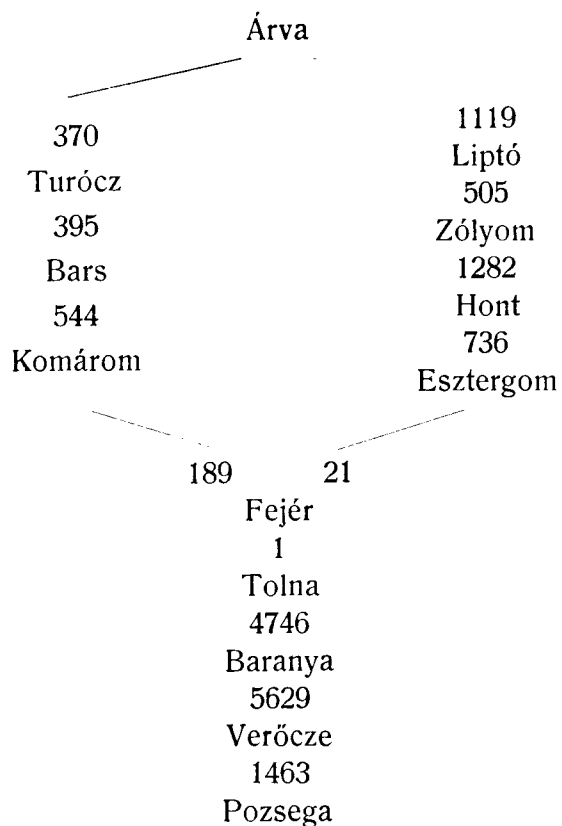 Árva
370
Turócz
395
Bars
544
Komárom
1119
Liptó
505
Zólyom
1282
Hont
736
Esztergom
189 21
Fejér
1
Tolna
4746
Baranya
5629
Verőcze
1463
Pozsega